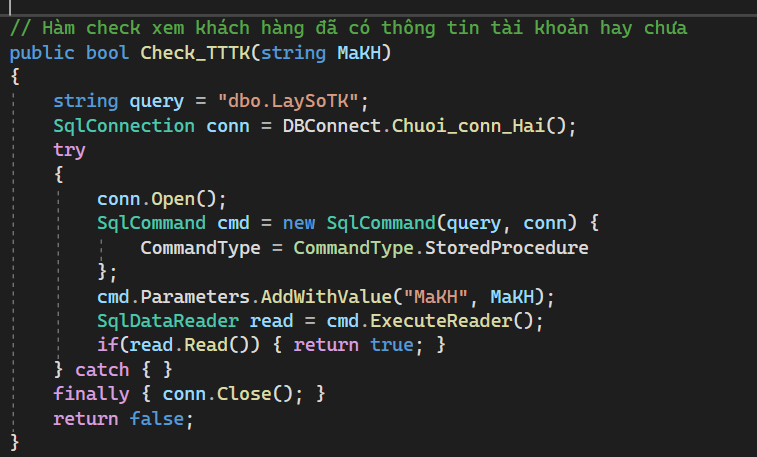 // Hàm check xem khách hàng đã có thông tin tài khoản hay chưa
public bool Check_TTTK(string MaKH)
{
    string query = "dbo.LaySoTK";
    SqlConnection conn = DBConnect.Chuoi_conn_Hai();
    try
    {
        conn.Open();
        SqlCommand cmd = new SqlCommand(query, conn) {
            CommandType = CommandType.StoredProcedure
        };
        cmd.Parameters.AddWithValue("MaKH", MaKH);
        SqlDataReader read = cmd.ExecuteReader();
        if(read.Read()) { return true; }
    } catch { }
    finally { conn.Close(); }
    return false;
}